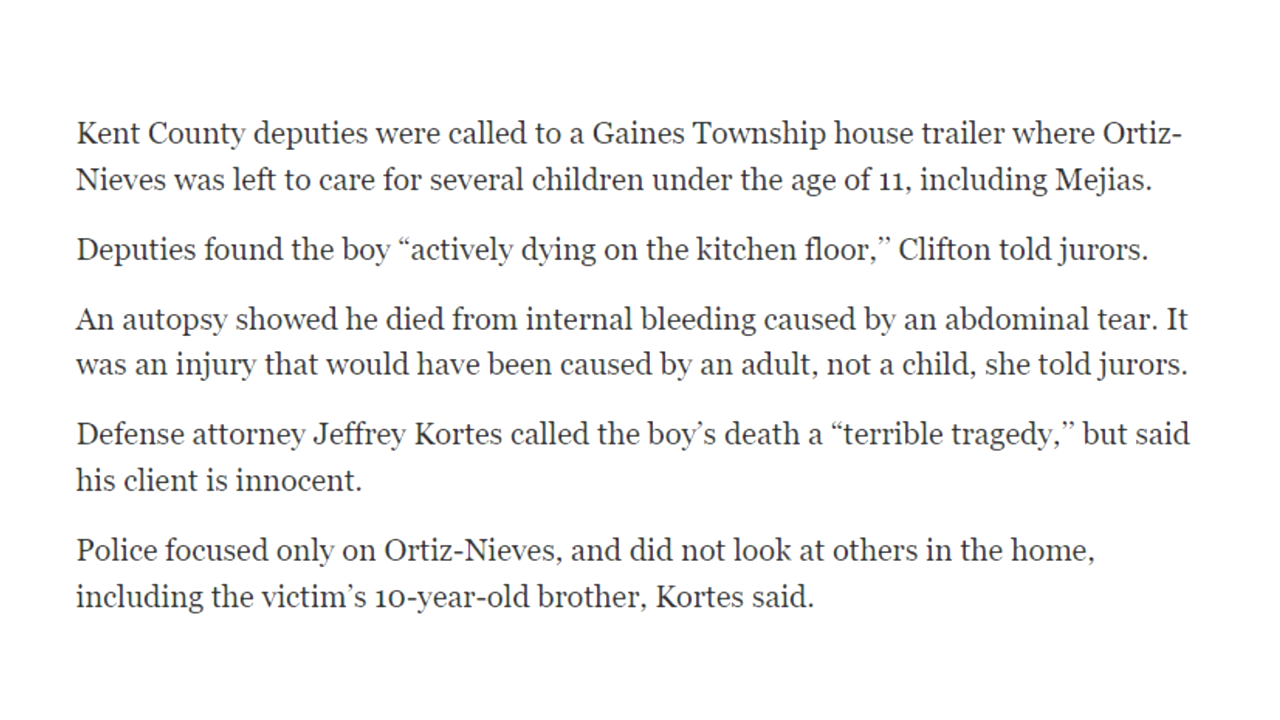 Kent County deputies were called to a Gaines Township house trailer where Ortiz-
Nieves was left to care for several children under the age of 11, including Mejias.
Deputies found the boy “actively dying on the kitchen floor,” Clifton told jurors.
An autopsy showed he died from internal bleeding caused by an abdominal tear. It
was an injury that would have been caused by an adult, not a child, she told jurors.
Defense attorney Jeffrey Kortes called the boy’s death a “terrible tragedy,” but said
his client is innocent.
Police focused only on Ortiz-Nieves, and did not look at others in the home,
including the victim’s 10-year-old brother, Kortes said.